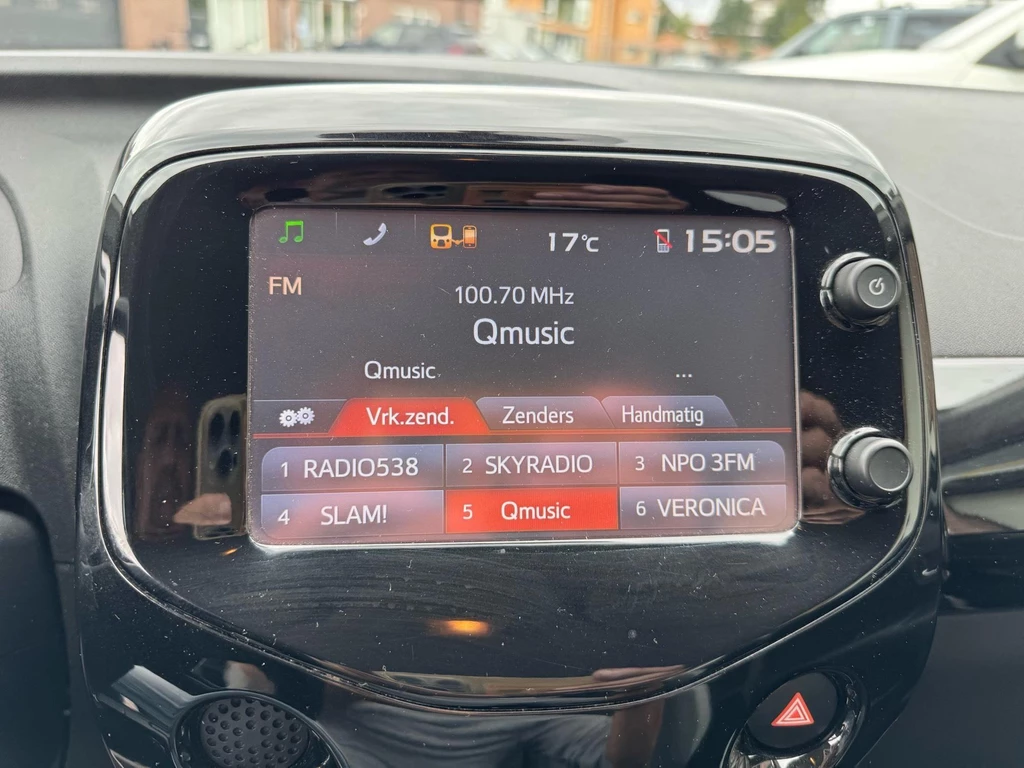 17°C 15:05
FM
100.70 MHz
Qmusic
Qmusic ...
Vrk.zend. Zenders Handmatig
1 RADIO538 2 SKYRADIO 3 NPO 3FM
4 SLAM! 5 Qmusic 6 VERONICA